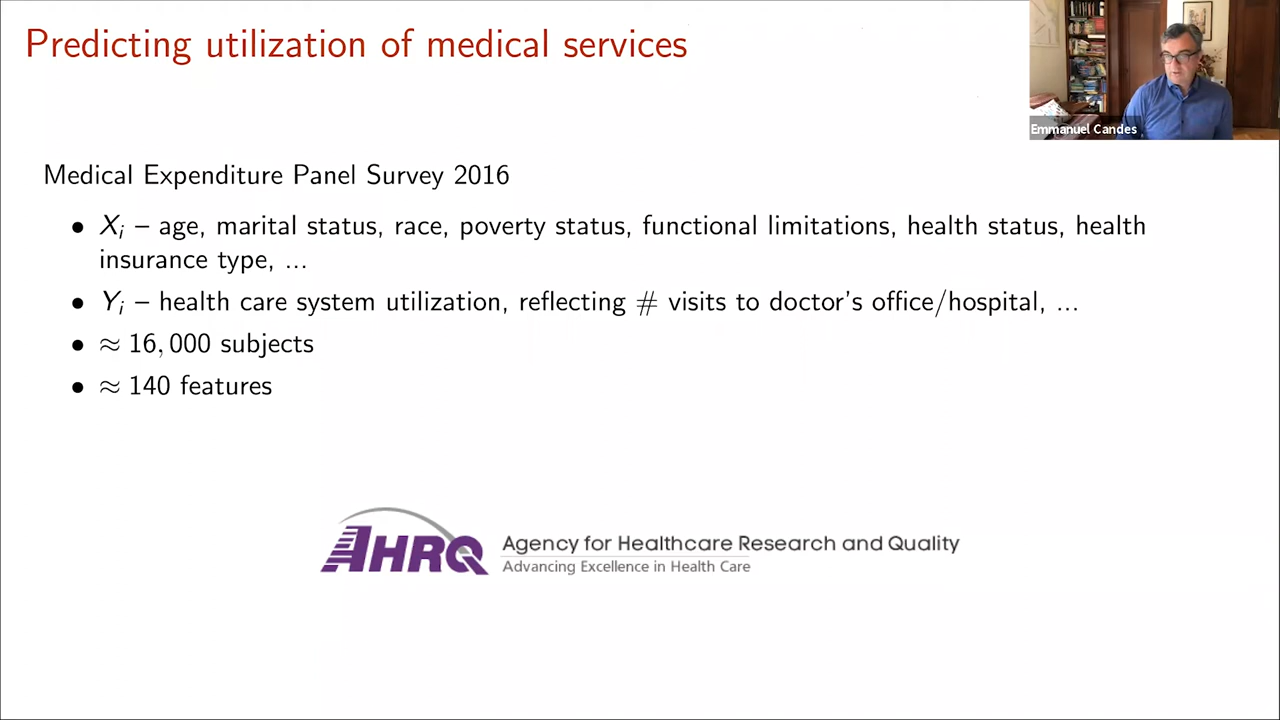 Predicting utilization of medical services
Emmanuel Candes
Medical Expenditure Panel Survey 2016
• Xᵢ – age, marital status, race, poverty status, functional limitations, health status, health
insurance type, ...
• Yᵢ – health care system utilization, reflecting # visits to doctor's office/hospital, ...
• ≈ 16,000 subjects
• ≈ 140 features
AHRQ
Agency for Healthcare Research and Quality
Advancing Excellence in Health Care